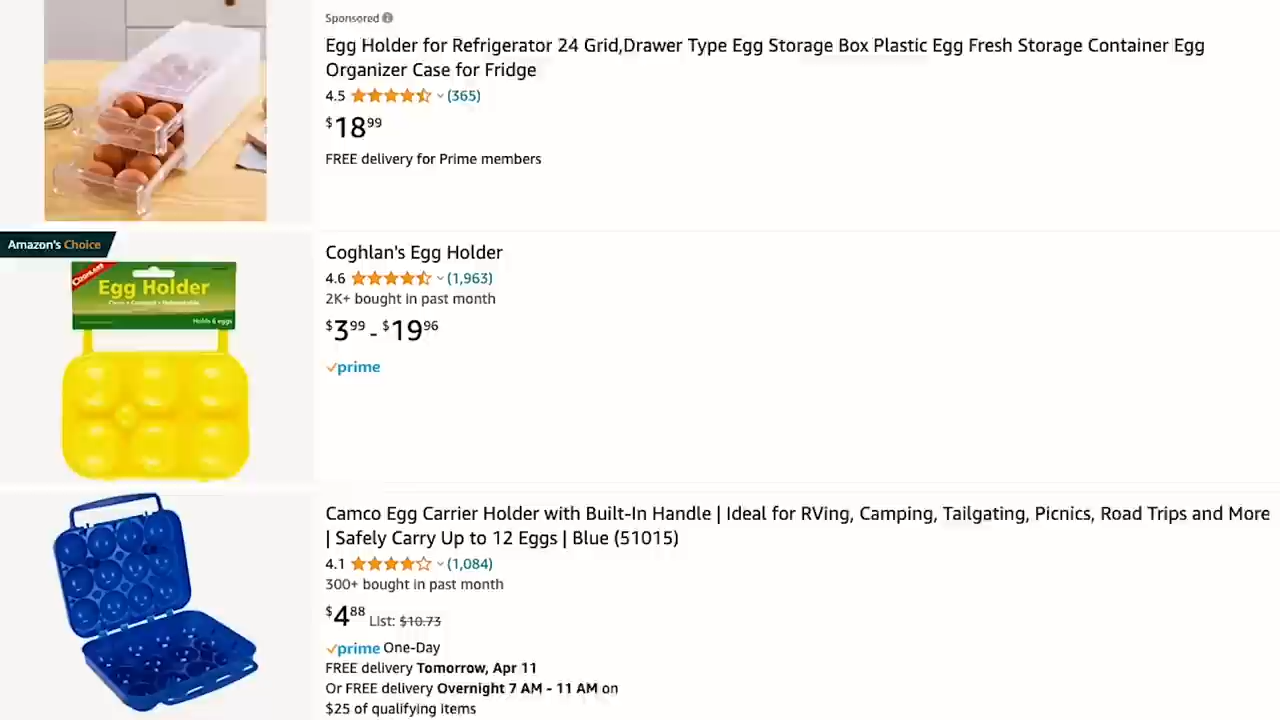 Sponsored
Egg Holder for Refrigerator 24 Grid,Drawer Type Egg Storage Box Plastic Egg Fresh Storage Container Egg
Organizer Case for Fridge
4.5 (365)
$18.99
FREE delivery for Prime members
Amazon's Choice
COGHLAN'S
Egg Holder
Holds 6 eggs
Coghlan's Egg Holder
4.6 (1,963)
2K+ bought in past month
$3.99 - $19.96
prime
Camco Egg Carrier Holder with Built-In Handle | Ideal for RVing, Camping, Tailgating, Picnics, Road Trips and More
| Safely Carry Up to 12 Eggs | Blue (51015)
4.1 (1,084)
300+ bought in past month
$4.88 List: $10.73
prime One-Day
FREE delivery Tomorrow, Apr 11
Or FREE delivery Overnight 7 AM - 11 AM on
$25 of qualifying items